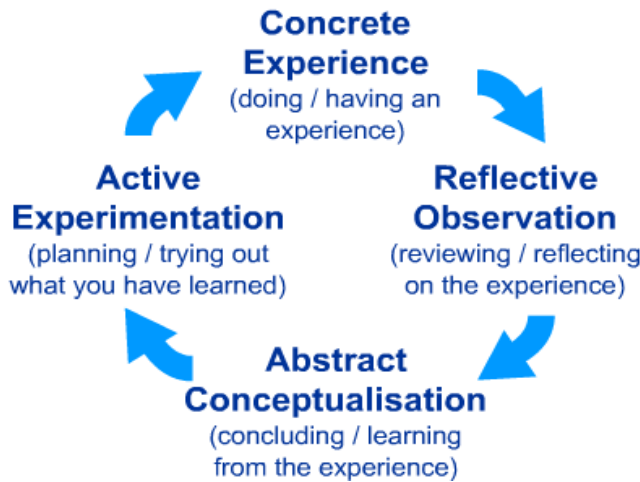 Concrete
Experience
(doing / having an
experience)
Reflective
Observation
(reviewing / reflecting
on the experience)
Abstract
Conceptualisation
(concluding / learning
from the experience)
Active
Experimentation
(planning / trying out
what you have learned)